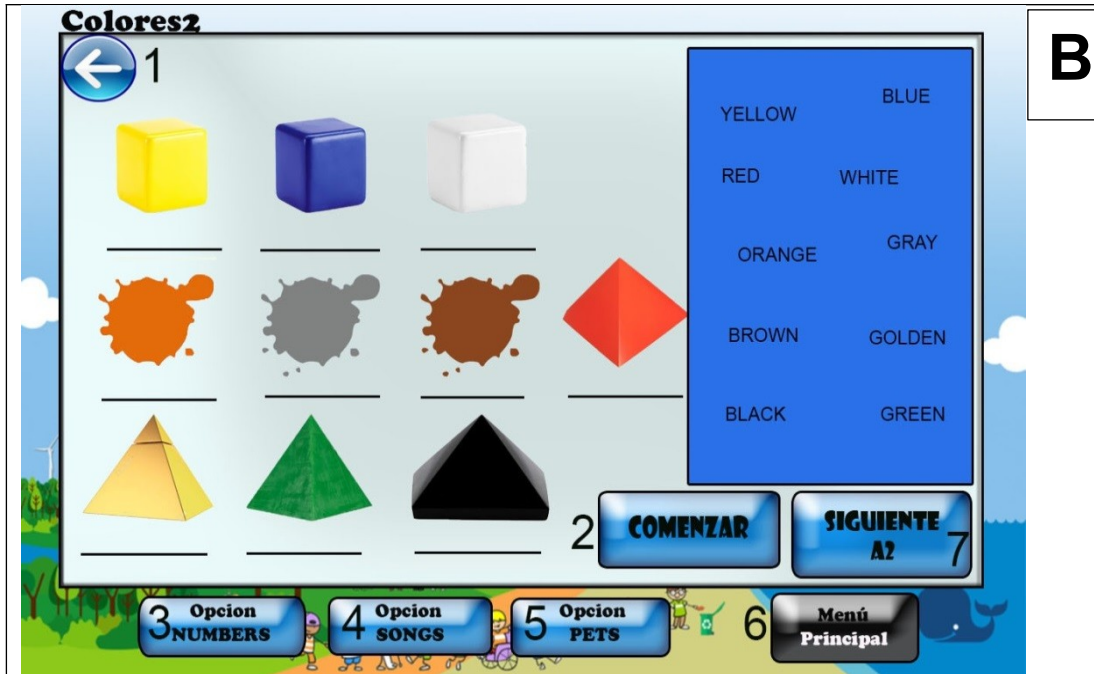 Colores2
B
1
YELLOW
BLUE
RED
WHITE
ORANGE
GRAY
BROWN
GOLDEN
BLACK
GREEN
2
COMENZAR
SIGUIENTE
A2
7
3
Opcion
NUMBERS
4
Opcion
SONGS
5
Opcion
PETS
6
Menú
Principal